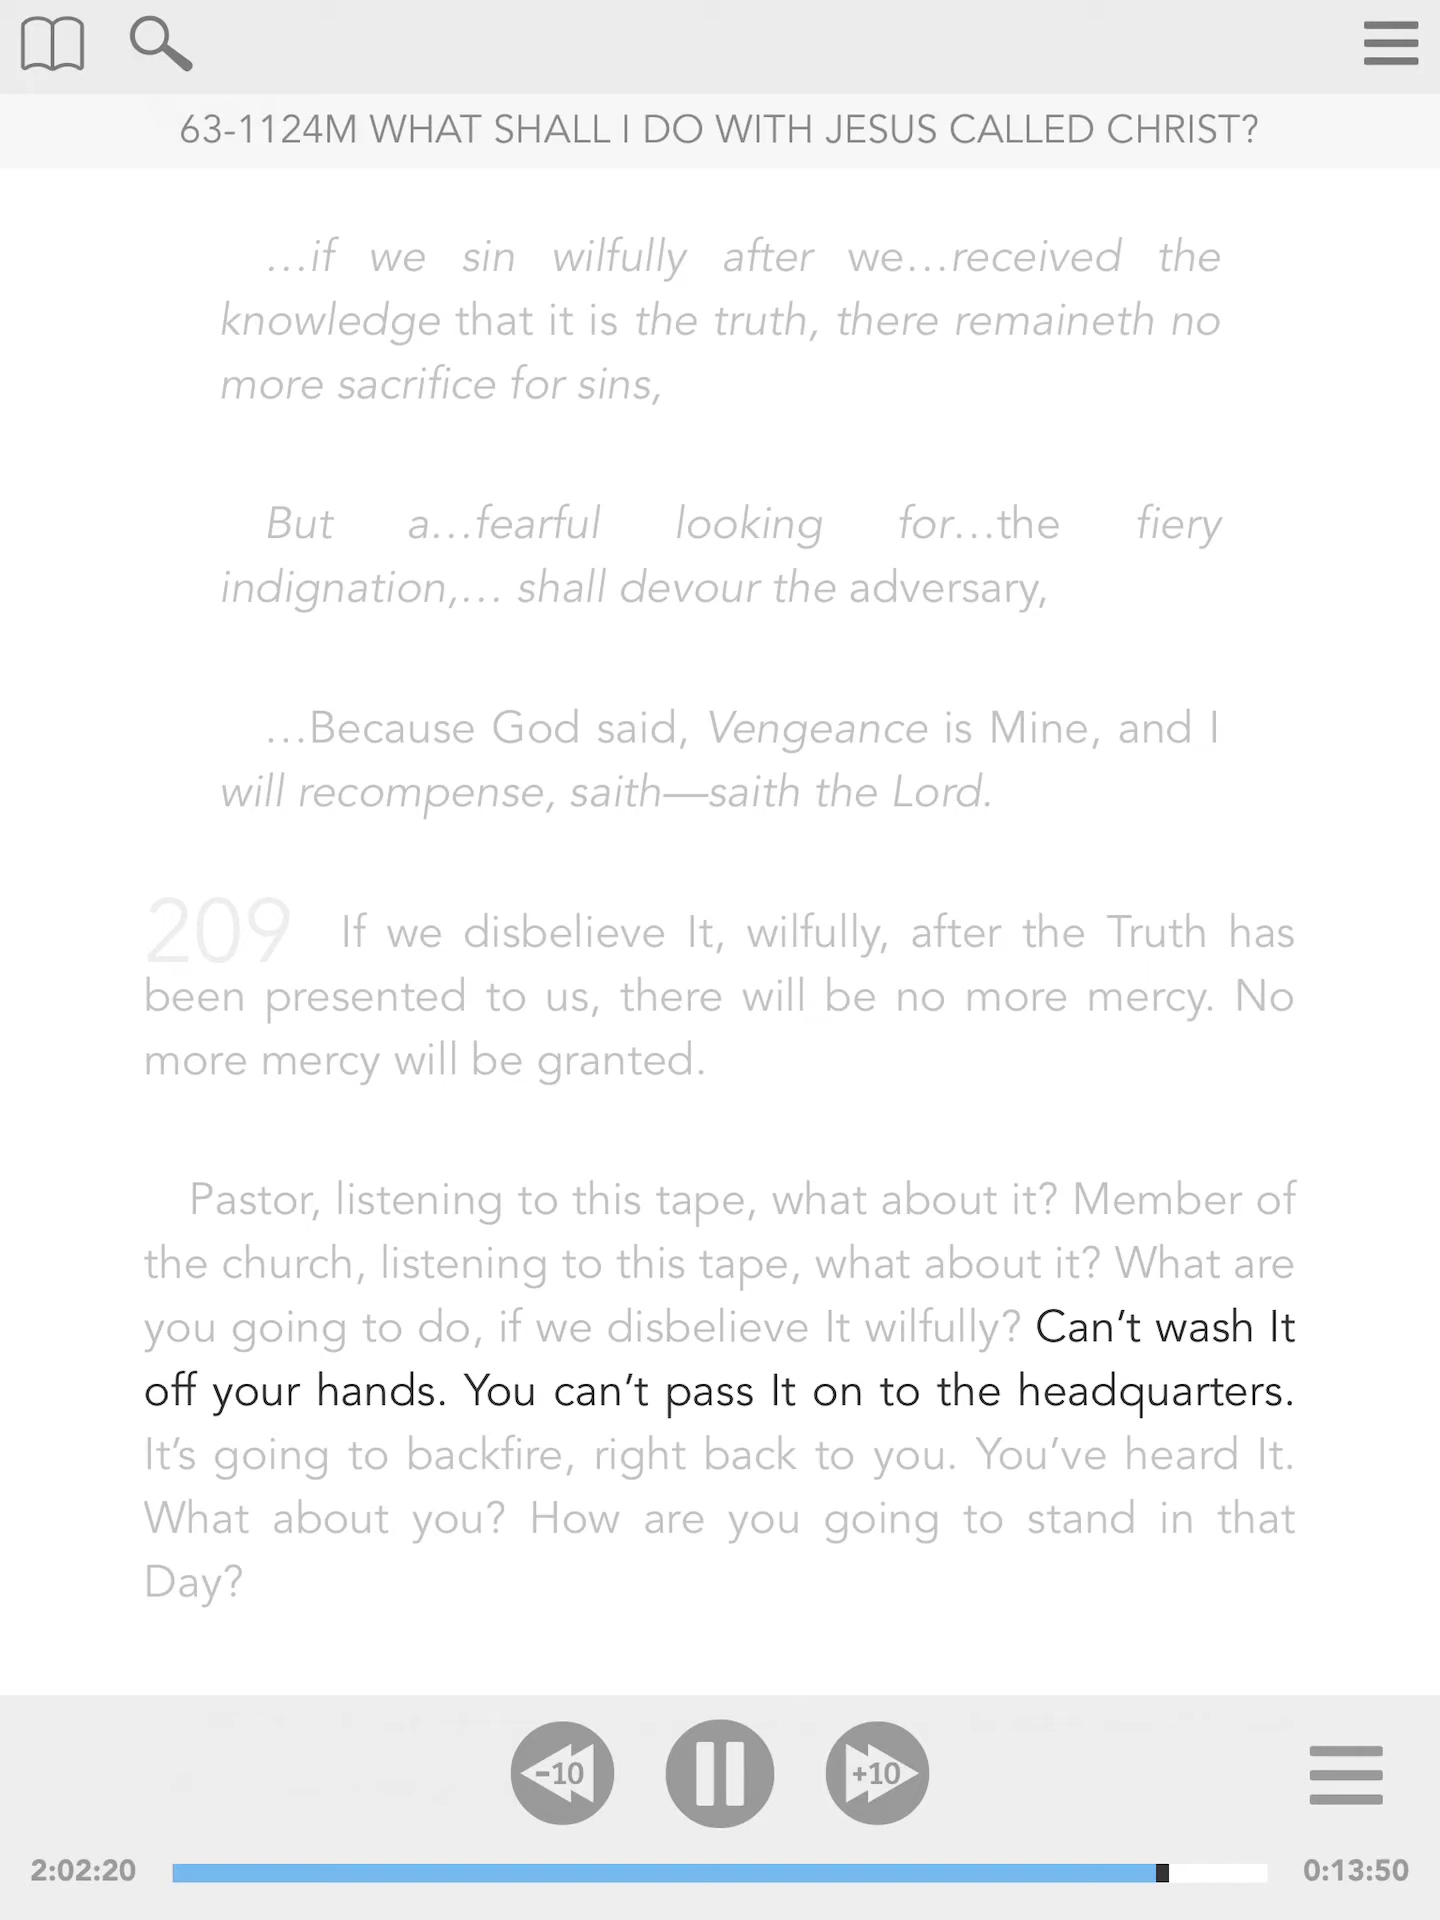 63-1124M WHAT SHALL I DO WITH JESUS CALLED CHRIST?
…if we sin wilfully after we…received the
knowledge that it is the truth, there remaineth no
more sacrifice for sins,
But a…fearful looking for…the fiery
indignation,… shall devour the adversary,
…Because God said, Vengeance is Mine, and I
will recompense, saith—saith the Lord.
209 If we disbelieve It, wilfully, after the Truth has
been presented to us, there will be no more mercy. No
more mercy will be granted.
Pastor, listening to this tape, what about it? Member of
the church, listening to this tape, what about it? What are
you going to do, if we disbelieve It wilfully? Can’t wash It
off your hands. You can’t pass It on to the headquarters.
It’s going to backfire, right back to you. You’ve heard It.
What about you? How are you going to stand in that
Day?
-10 +10
2:02:20 0:13:50